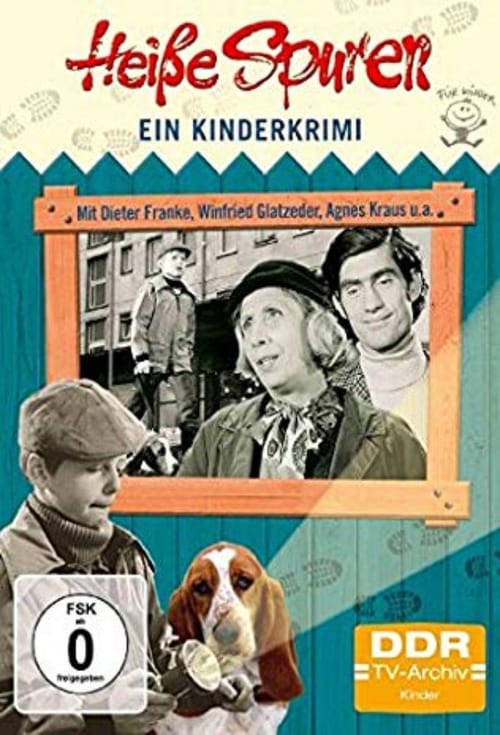 Heiße Spuren
FÜR KINDER
EIN KINDERKRIMI
Mit Dieter Franke, Winfried Glatzeder, Agnes Kraus u.a.
FSK
ab
0
freigegeben
DDR
TV-Archiv
Kinder